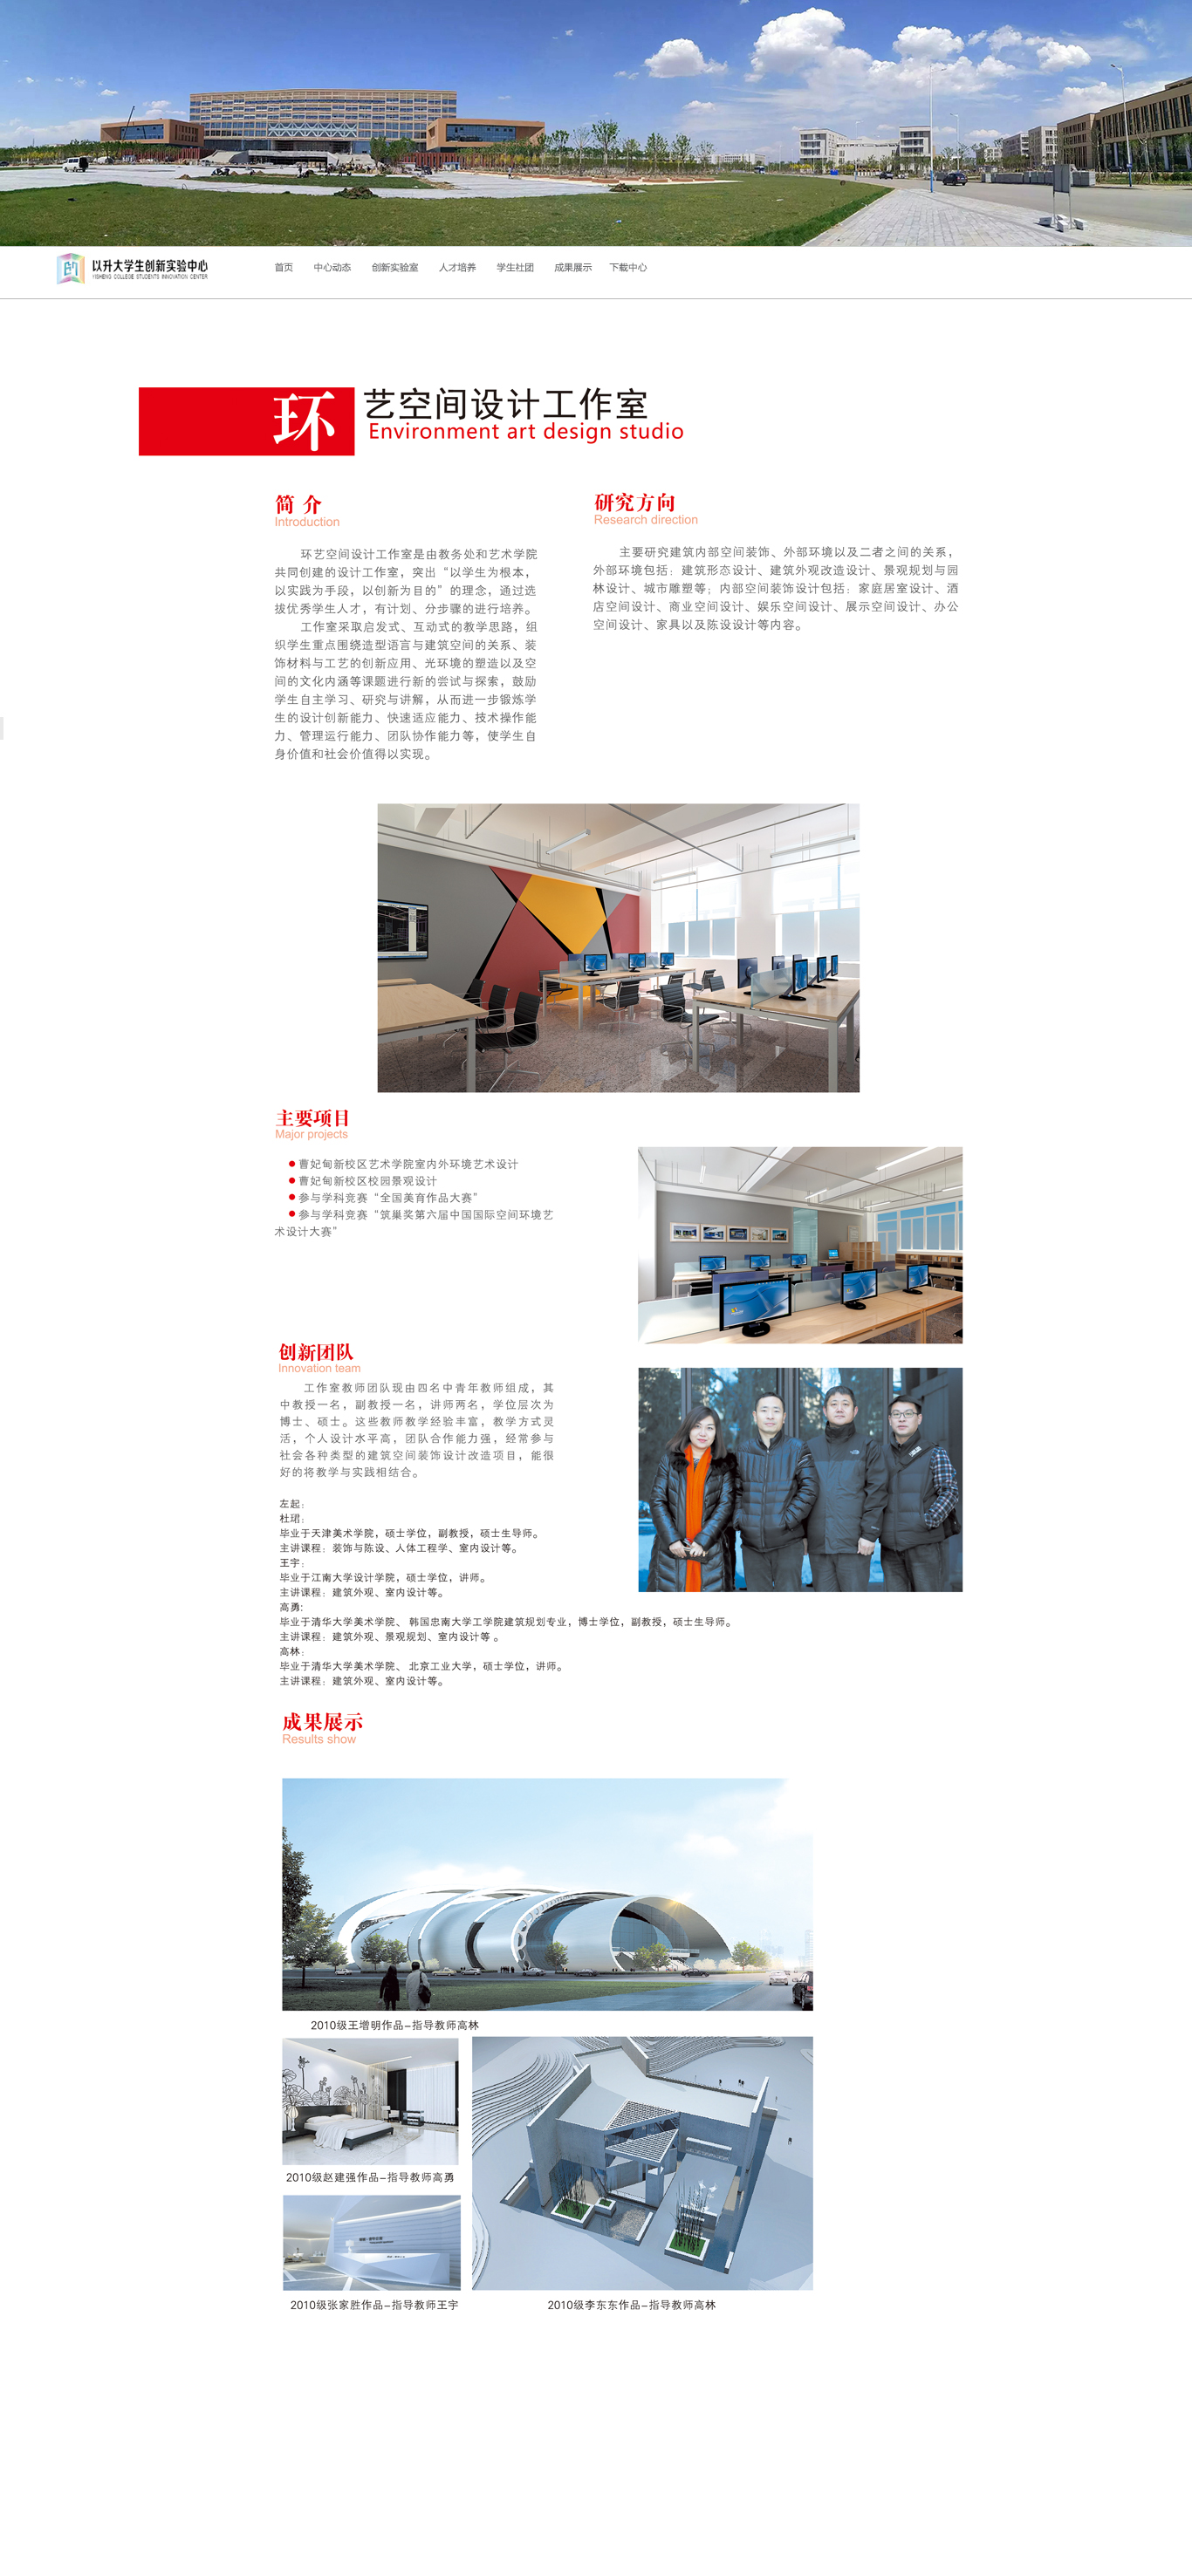 以升大学生创新实验中心
YISHENG COLLEGE STUDENTS INNOVATION CENTER
首页 中心动态 创新实验室 人才培养 学生社团 成果展示 下载中心
环艺空间设计工作室
Environment art design studio
简 介
Introduction
环艺空间设计工作室是由教务处和艺术学院
共同创建的设计工作室，突出“以学生为根本，
以实践为手段，以创新为目的”的理念，通过选
拔优秀学生人才，有计划、分步骤的进行培养。
工作室采取启发式、互动式的教学思路，组
织学生重点围绕造型语言与建筑空间的关系、装
饰材料与工艺的创新应用、光环境的塑造以及空
间的文化内涵等课题进行新的尝试与探索，鼓励
学生自主学习、研究与讲解，从而进一步锻炼学
生的设计创新能力、快速适应能力、技术操作能
力、管理运行能力、团队协作能力等，使学生自
身价值和社会价值得以实现。
研究方向
Research direction
主要研究建筑内部空间装饰、外部环境以及二者之间的关系，
外部环境包括：建筑形态设计、建筑外观改造设计、景观规划与园
林设计、城市雕塑等；内部空间装饰设计包括：家庭居室设计、酒
店空间设计、商业空间设计、娱乐空间设计、展示空间设计、办公
空间设计、家具以及陈设设计等内容。
主要项目
Major projects
●曹妃甸新校区艺术学院室内外环境艺术设计
●曹妃甸新校区校园景观设计
●参与学科竞赛“全国美育作品大赛”
●参与学科竞赛“筑巢奖第六届中国国际空间环境艺
术设计大赛”
创新团队
Innovation team
工作室教师团队现由四名中青年教师组成，其
中教授一名，副教授一名，讲师两名，学位层次为
博士、硕士。这些教师教学经验丰富，教学方式灵
活，个人设计水平高，团队合作能力强，经常参与
社会各种类型的建筑空间装饰设计改造项目，能很
好的将教学与实践相结合。
左起：
杜珺：
毕业于天津美术学院，硕士学位，副教授，硕士生导师。
主讲课程：装饰与陈设、人体工程学、室内设计等。
王宇：
毕业于江南大学设计学院，硕士学位，讲师。
主讲课程：建筑外观、室内设计等。
高勇：
毕业于清华大学美术学院、 韩国忠南大学工学院建筑规划专业，博士学位，副教授，硕士生导师。
主讲课程：建筑外观、景观规划、室内设计等 。
高林：
毕业于清华大学美术学院、 北京工业大学，硕士学位，讲师。
主讲课程：建筑外观、室内设计等。
成果展示
Results show
2010级王增明作品-指导教师高林
2010级赵建强作品-指导教师高勇
2010级张家胜作品-指导教师王宇
2010级李东东作品-指导教师高林